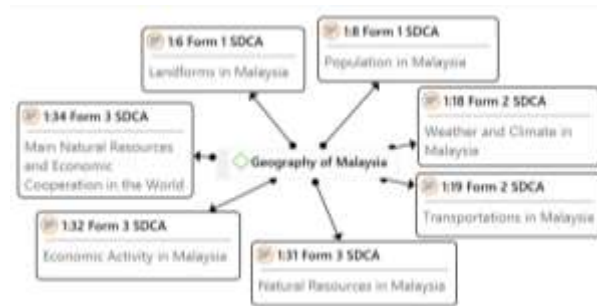 1:6 Form 1 SDCA
Landforms in Malaysia
1:8 Form 1 SDCA
Population in Malaysia
1:34 Form 3 SDCA
Main Natural Resources
and Economic
Cooperation in the World
1:18 Form 2 SDCA
Weather and Climate in
Malaysia
Geography of Malaysia
1:19 Form 2 SDCA
Transportations in Malaysia
1:32 Form 3 SDCA
Economic Activity in Malaysia
1:31 Form 3 SDCA
Natural Resources in Malaysia